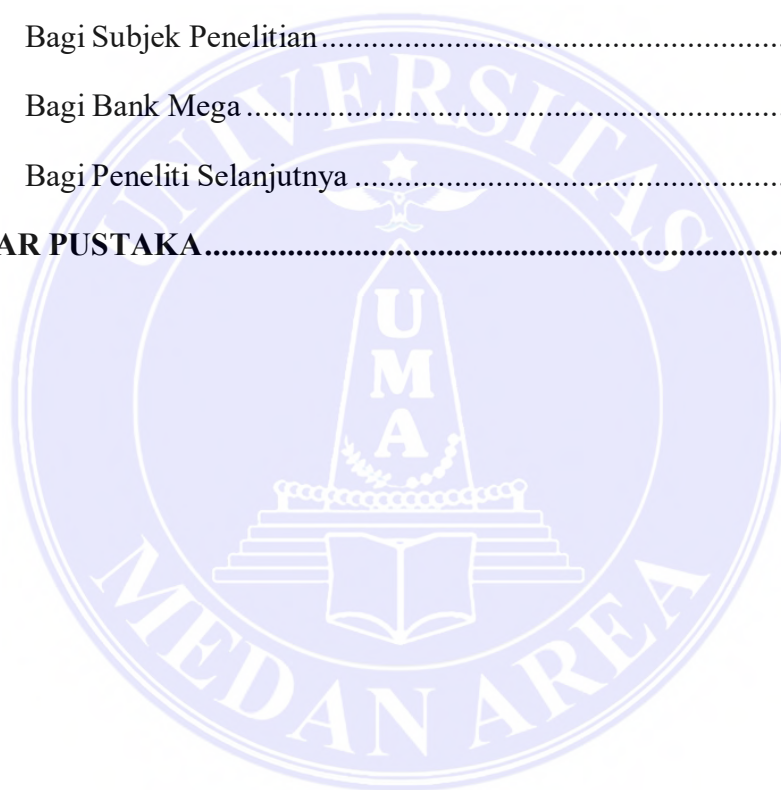 Bagi Subjek Penelitian............................................................
Bagi Bank Mega.....................................................................
Bagi Peneliti Selanjutnya........................................................
AR PUSTAKA.........................................................................
UNIVERSITAS
UMA
MEDAN AREA